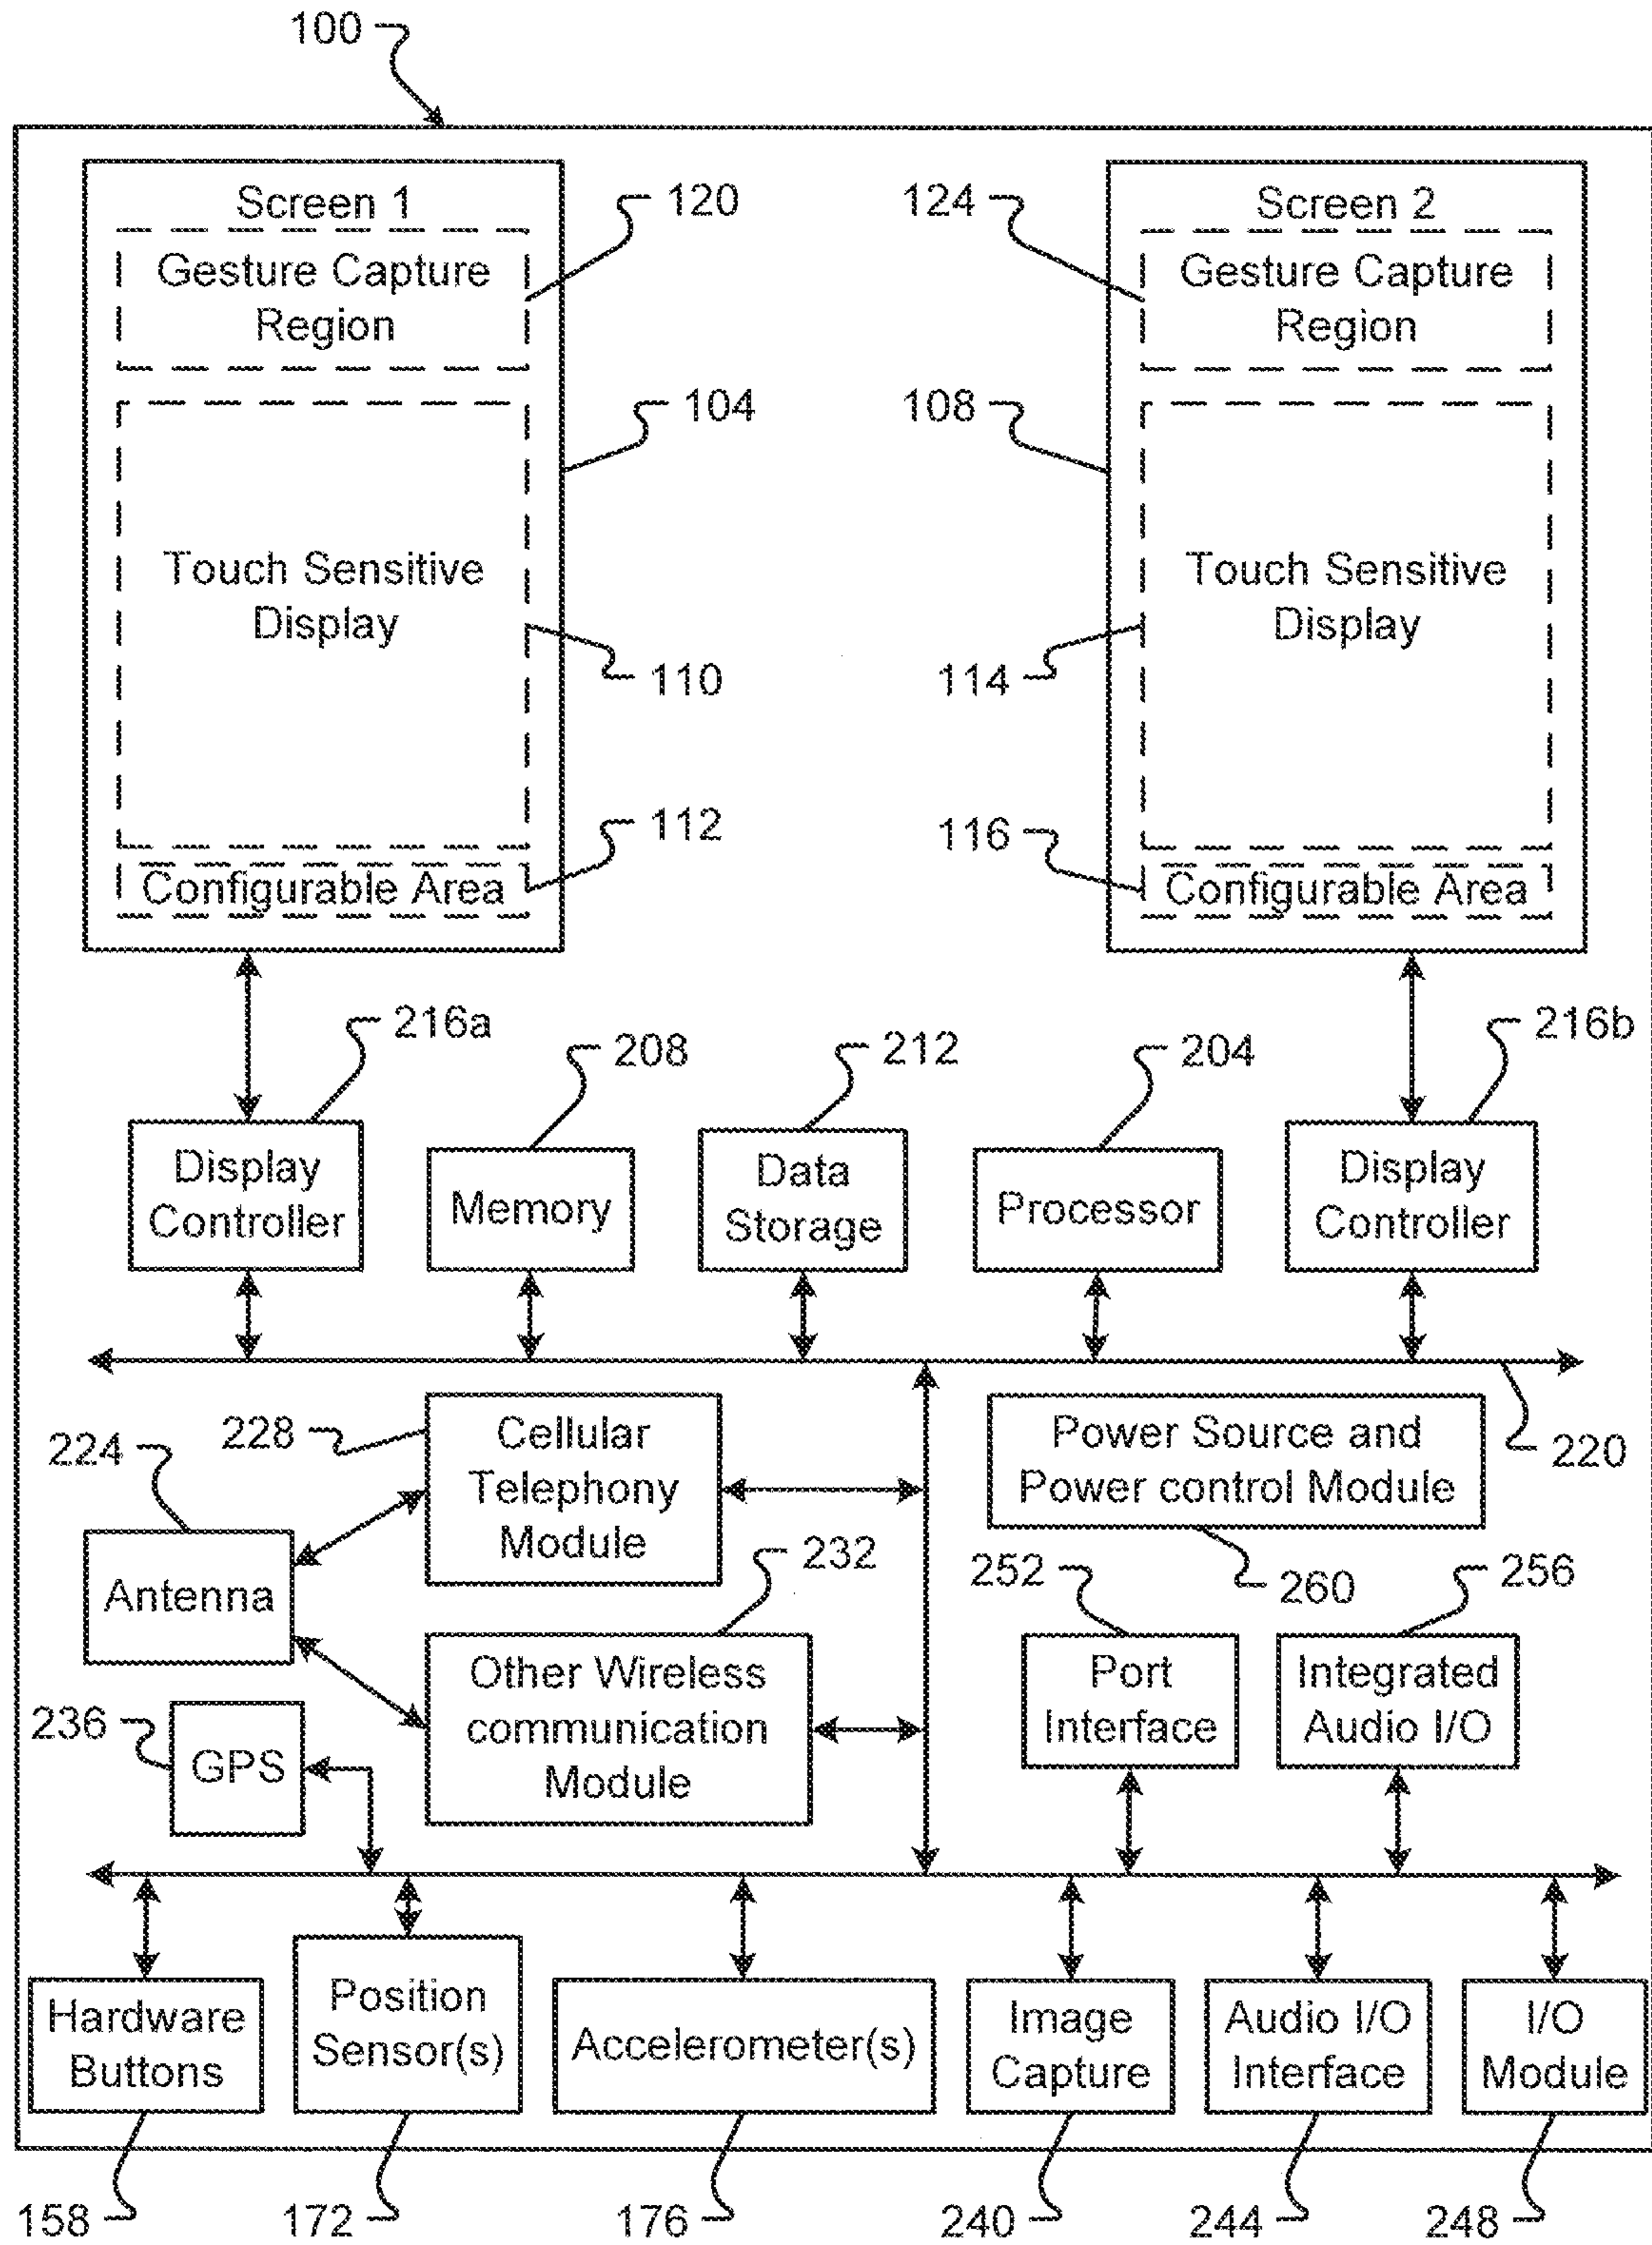 100
Screen 1
Gesture Capture
Region
120
124
Screen 2
Gesture Capture
Region
104
108
Touch Sensitive
Display
Touch Sensitive
Display
110
114
112
116
Configurable Area
Configurable Area
216a
208
212
204
216b
Display
Controller
Memory
Data
Storage
Processor
Display
Controller
224
228
Cellular
Telephony
Module
Power Source and
Power control Module
220
Antenna
232
252
260
256
236
GPS
Other Wireless
communication
Module
Port
Interface
Integrated
Audio I/O
Hardware
Buttons
Position
Sensor(s)
Accelerometer(s)
Image
Capture
Audio I/O
Interface
I/O
Module
158
172
176
240
244
248